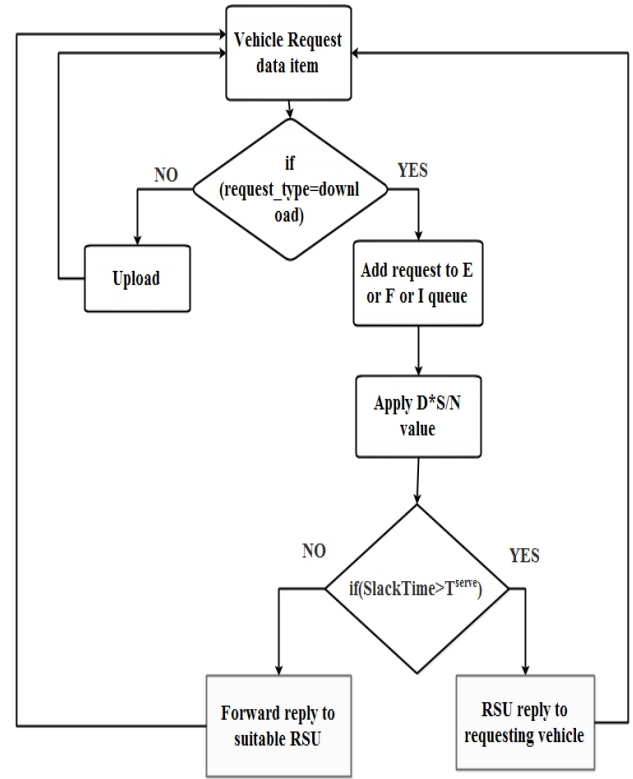 Vehicle Request
data item
if
(request_type=downl
oad)
NO
YES
Upload
Add request to E
or F or I queue
Apply D*S/N
value
NO
YES
if(SlackTime>Tserve)
Forward reply to
suitable RSU
RSU reply to
requesting vehicle